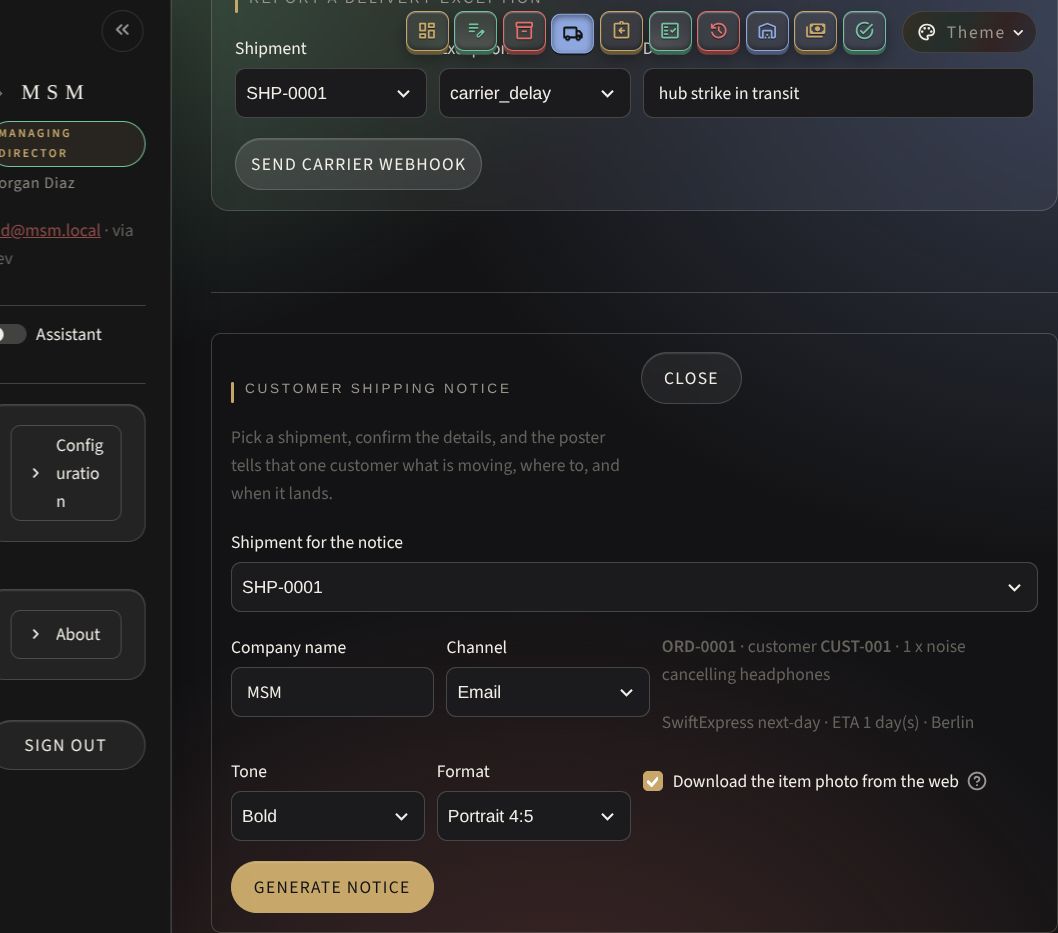 REPORT A DELIVERY EXCEPTION
Theme
Shipment
SHP-0001
carrier_delay
hub strike in transit
SEND CARRIER WEBHOOK
MSM
MANAGING
DIRECTOR
organ Diaz
d@msm.local · via
ev
Assistant
Config
uratio
n
About
SIGN OUT
CUSTOMER SHIPPING NOTICE
CLOSE
Pick a shipment, confirm the details, and the poster
tells that one customer what is moving, where to, and
when it lands.
Shipment for the notice
SHP-0001
Company name
Channel
MSM
Email
ORD-0001 · customer CUST-001 · 1 x noise
cancelling headphones
SwiftExpress next-day · ETA 1 day(s) · Berlin
Tone
Format
Bold
Portrait 4:5
Download the item photo from the web
GENERATE NOTICE